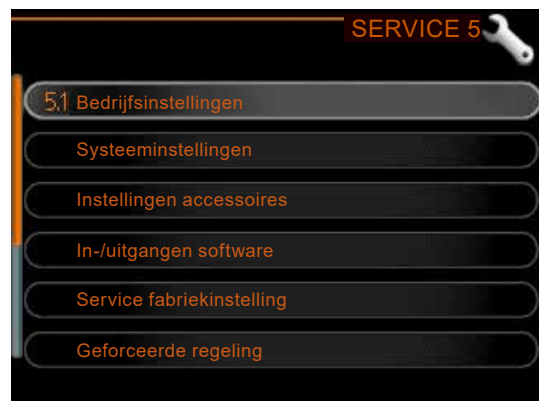 SERVICE 5
5.1 Bedrijfsinstellingen
Systeeminstellingen
Instellingen accessoires
In-/uitgangen software
Service fabriekinstelling
Geforceerde regeling